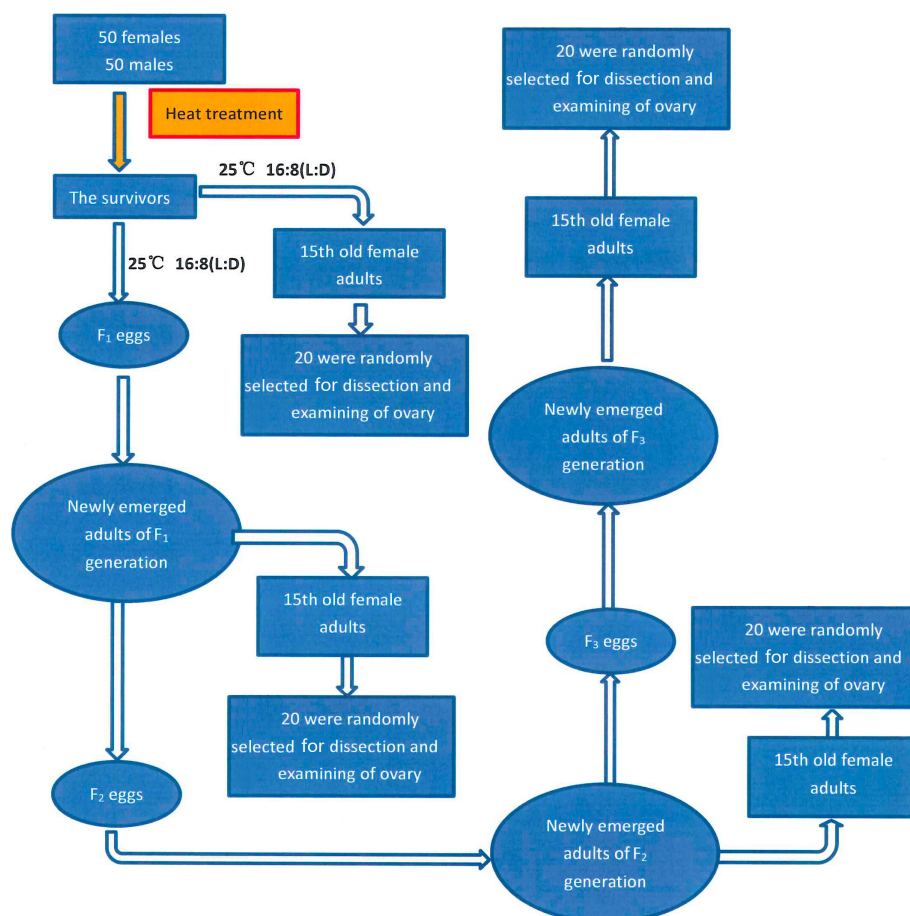 50 females
50 males
Heat treatment
The survivors
25℃ 16:8(L:D)
15th old female
adults
20 were randomly
selected for dissection and
examining of ovary
25℃ 16:8(L:D)
F₁ eggs
Newly emerged
adults of F₁
generation
15th old female
adults
20 were randomly
selected for dissection and
examining of ovary
F₂ eggs
Newly emerged
adults of F₂
generation
15th old female
adults
20 were randomly
selected for dissection and
examining of ovary
F₃ eggs
Newly emerged
adults of F₃
generation
15th old female
adults
20 were randomly
selected for dissection and
examining of ovary